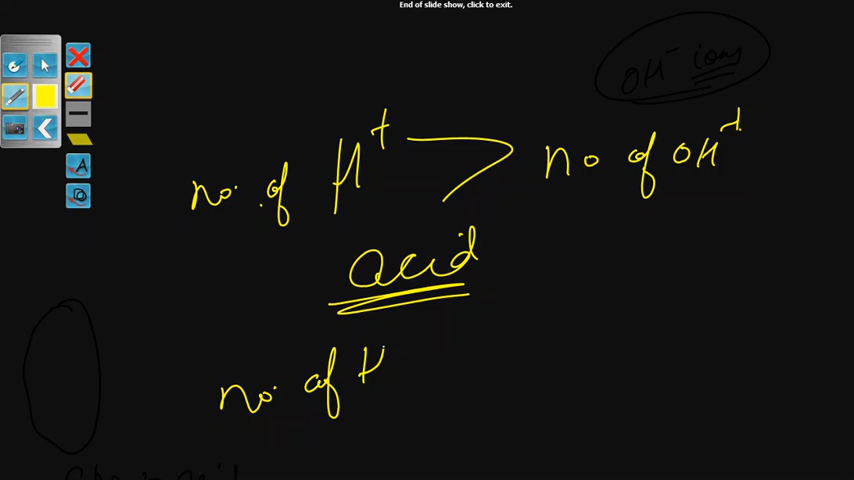 End of slide show, click to exit.
OH⁻ ions
no. of H⁺ > no of OH⁻
acid
no. of H